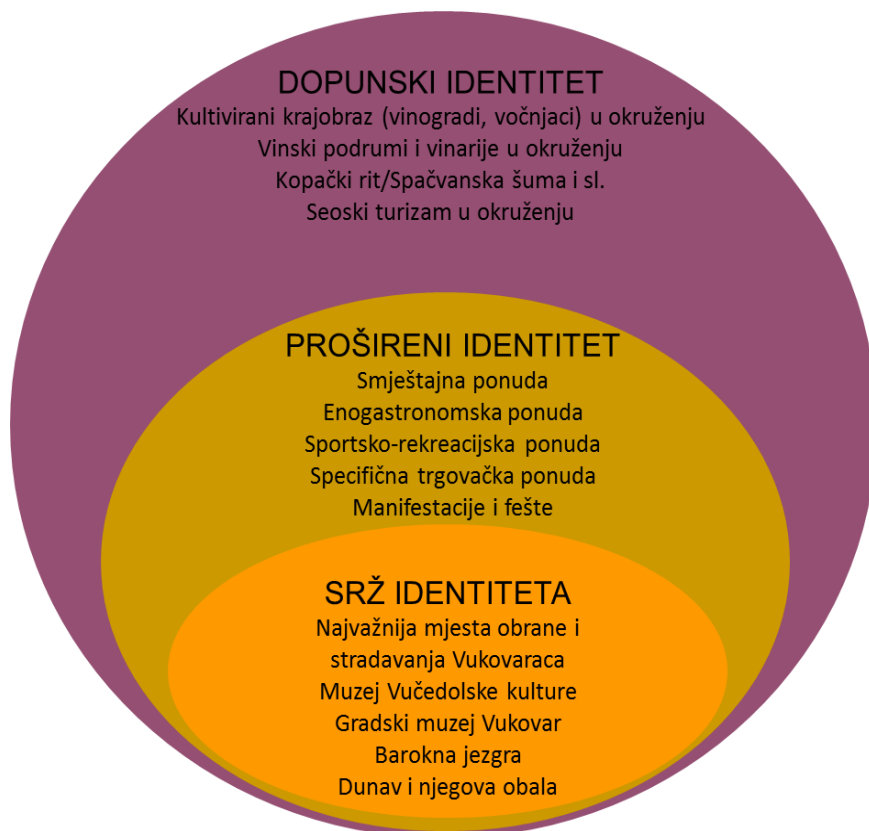 DOPUNSKI IDENTITET
Kultivirani krajobraz (vinogradi, voćnjaci) u okruženju
Vinski podrumi i vinarije u okruženju
Kopački rit/Spačvanska šuma i sl.
Seoski turizam u okruženju
PROŠIRENI IDENTITET
Smještajna ponuda
Enogastronomska ponuda
Sportsko-rekreacijska ponuda
Specifična trgovačka ponuda
Manifestacije i fešte
SRŽ IDENTITETA
Najvažnija mjesta obrane i
stradavanja Vukovaraca
Muzej Vučedolske kulture
Gradski muzej Vukovar
Barokna jezgra
Dunav i njegova obala